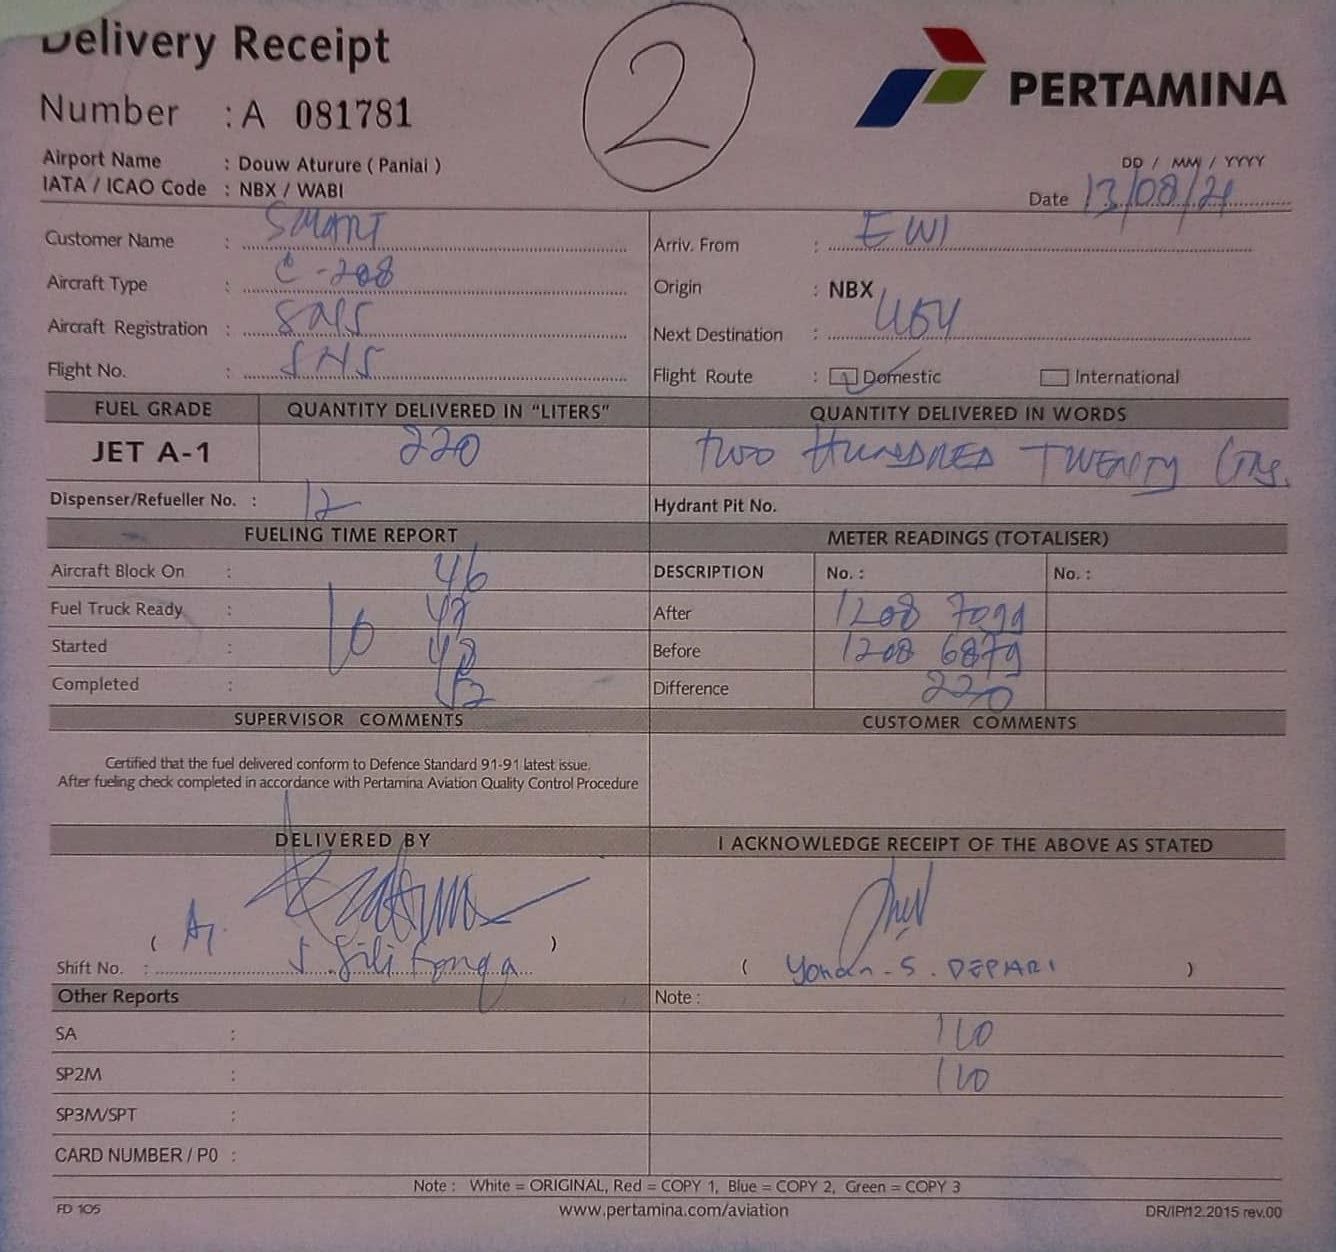 Delivery Receipt
2
PERTAMINA
Number : A 081781
Airport Name : Douw Aturure ( Paniai )
IATA / ICAO Code : NBX / WABI
DD / MM / YYYY
Date 13/08/21
Customer Name : SMART
Arriv. From : EWI
Aircraft Type : C-208
Origin : NBX
Aircraft Registration :
Next Destination : UBY
Flight No. : SNS
Flight Route : Domestic International
FUEL GRADE QUANTITY DELIVERED IN "LITERS" QUANTITY DELIVERED IN WORDS
JET A-1 220 TWO HUNDRED TWENTY
Dispenser/Refueller No. : 12 Hydrant Pit No.
FUELING TIME REPORT METER READINGS (TOTALISER)
Aircraft Block On : 46 DESCRIPTION No. : No. :
Fuel Truck Ready : 47 After 1208 7099
Started : 10 48 Before 1208 6879
Completed : 52 Difference 220
SUPERVISOR COMMENTS CUSTOMER COMMENTS
Certified that the fuel delivered conform to Defence Standard 91-91 latest issue.
After fueling check completed in accordance with Pertamina Aviation Quality Control Procedure
DELIVERED BY I ACKNOWLEDGE RECEIPT OF THE ABOVE AS STATED
( )
Shift No. : ( Yohan - S. DEPARI )
Other Reports Note :
SA : 110
SP2M : 110
SP3M/SPT :
CARD NUMBER / P0 :
Note : White = ORIGINAL, Red = COPY 1, Blue = COPY 2, Green = COPY 3
FD 105 www.pertamina.com/aviation DR/IP/12.2015 rev.00